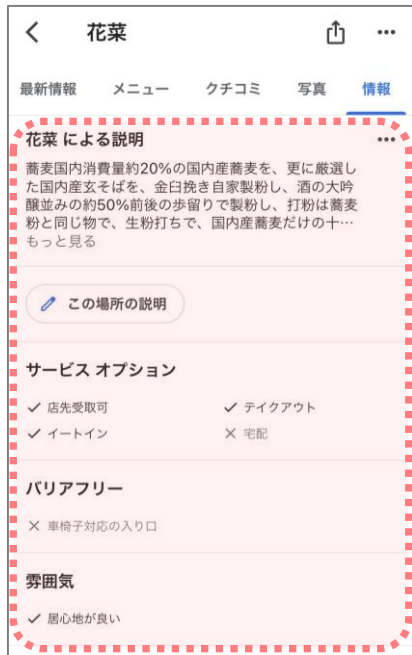 花菜
最新情報 メニュー クチコミ 写真 情報
花菜 による説明
蕎麦国内消費量約20%の国内産蕎麦を、更に厳選し
た国内産玄そばを、金臼挽き自家製粉し、酒の大吟
醸並みの約50%前後の歩留りで製粉し、打粉は蕎麦
粉と同じ物で、生粉打ちで、国内産蕎麦だけの十…
もっと見る
この場所の説明
サービス オプション
店先受取可 テイクアウト
イートイン 宅配
バリアフリー
車椅子対応の入り口
雰囲気
居心地が良い